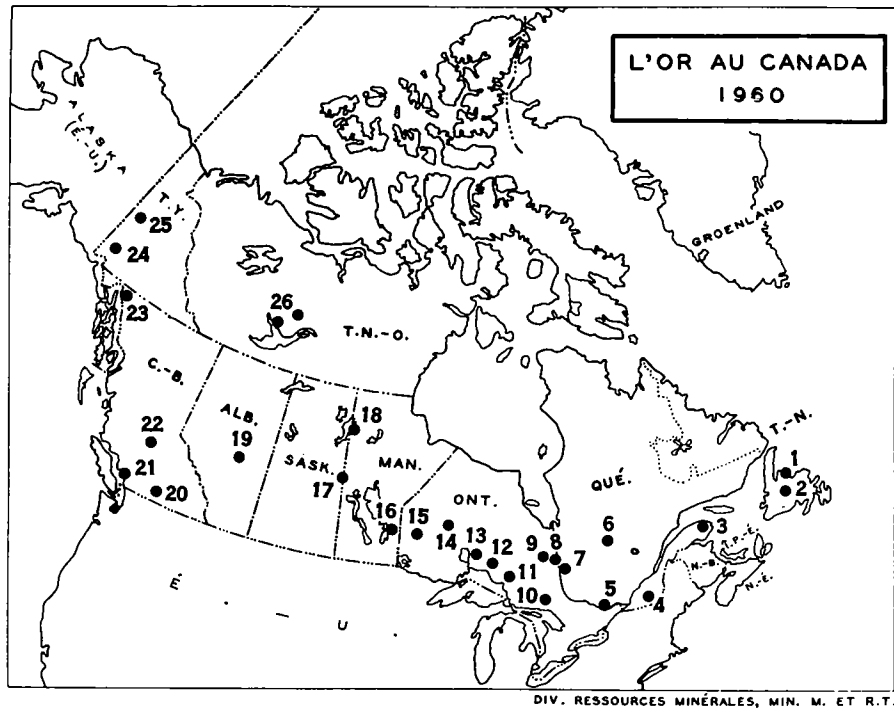 L'OR AU CANADA
1960
ALASKA
(É.-U.)
T.Y.
GROENLAND
25
24
23
26
T.N.-O.
C.-B.
ALB.
SASK.
MAN.
ONT.
QUÉ.
T.-N.
22
19
18
21
20
17
16
15
14
13
12
11
10
9
8
7
6
5
4
3
1
2
Î.P.-É.
N.-B.
N.-É.
É.-U.
DIV. RESSOURCES MINÉRALES, MIN. M. ET R.T.